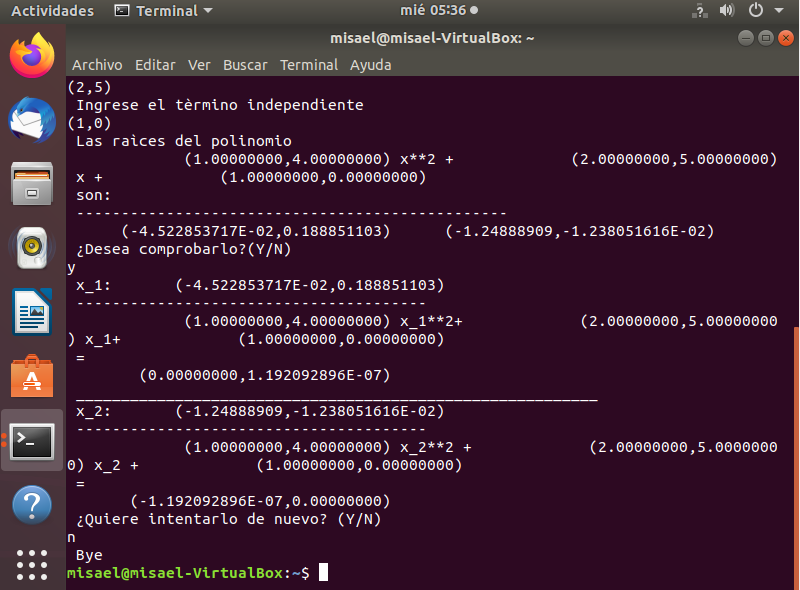 Actividades Terminal mié 05:36
misael@misael-VirtualBox: ~
Archivo Editar Ver Buscar Terminal Ayuda
(2,5)
Ingrese el tèrmino independiente
(1,0)
Las raìces del polinomio
(1.00000000,4.00000000) x**2 + (2.00000000,5.00000000)
x + (1.00000000,0.00000000)
son:
------------------------------------------------
(-4.522853717E-02,0.188851103) (-1.24888909,-1.238051616E-02)
¿Desea comprobarlo?(Y/N)
y
x_1: (-4.522853717E-02,0.188851103)
---------------------------------------
(1.00000000,4.00000000) x_1**2+ (2.00000000,5.00000000
) x_1+ (1.00000000,0.00000000)
=
(0.00000000,1.192092896E-07)
__________________________________________________________
x_2: (-1.24888909,-1.238051616E-02)
---------------------------------------
(1.00000000,4.00000000) x_2**2 + (2.00000000,5.0000000
0) x_2 + (1.00000000,0.00000000)
=
(-1.192092896E-07,0.00000000)
¿Quiere intentarlo de nuevo? (Y/N)
n
Bye
misael@misael-VirtualBox:~$